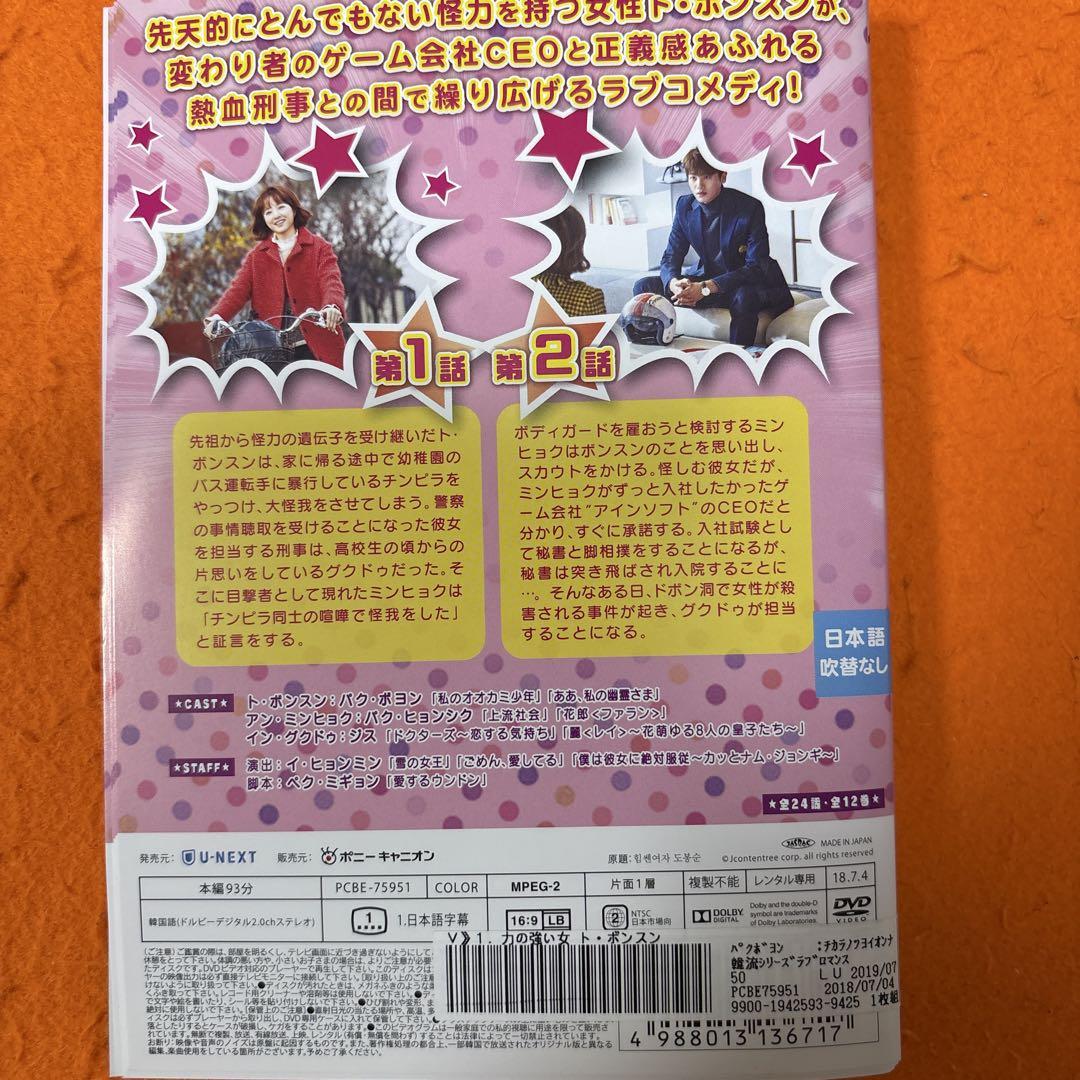 先天的にとんでもない怪力を持つ女性ト・ボンスンが、
変わり者のゲーム会社CEOと正義感あふれる
熱血刑事との間で繰り広げるラブコメディ!
第1話 第2話
先祖から怪力の遺伝子を受け継いだト・
ボンスンは、家に帰る途中で幼稚園の
バス運転手に暴行しているチンピラを
やっつけ、大怪我をさせてしまう。警察
の事情聴取を受けることになった彼女
を担当する刑事は、高校生の頃からの
片思いをしているグクドゥだった。そ
こに目撃者として現れたミンヒョクは
「チンピラ同士の喧嘩で怪我をした」
と証言をする。
ボディガードを雇おうと検討するミン
ヒョクはボンスンのことを思い出し、
スカウトをかける。怪しむ彼女だが、
ミンヒョクがずっと入社したかったゲ
ーム会社"アインソフト"のCEOだと
分かり、すぐに承諾する。入社試験とし
て秘書と脚相撲をすることになるが、
秘書は突き飛ばされ入院することに
…。そんなある日、ドボン洞で女性が殺
害される事件が起き、グクドゥが担当
することになる。
日本語
吹替なし
★CAST★ ト・ボンスン:パク・ボヨン「私のオオカミ少年」「ああ、私の幽霊さま」
アン・ミンヒョク:パク・ヒョンシク「上流社会」「花郎<ファラン>」
イン・グクドゥ:ジス「ドクターズ〜恋する気持ち」「麗<レイ>〜花萌ゆる8人の皇子たち〜」
★STAFF★ 演出:イ・ヒョンミン「雪の女王」「ごめん、愛してる」「僕は彼女に絶対服従〜カッとナム・ジョンギ〜」
脚本:ペク・ミギョン「愛するウンドン」
★全24話・全12巻★
発売元: U-NEXT 販売元: ポニーキャニオン 原題:힘쎈여자 도봉순
JASRAC MADE IN JAPAN
©Jcontentree corp. all rights reserved
本編93分 PCBE-75951 COLOR MPEG-2 片面1層 複製不能 レンタル専用 18.7.4
韓国語(ドルビーデジタル2.0chステレオ) 1 1.日本語字幕 16:9 LB 2 NTSC 日本市場向 DOLBY DIGITAL Dolby and the double-D symbol are trademarks of Dolby Laboratories. DVD VIDEO
V》1. 力の強い女 ト・ボンスン
パクボヨン :チカラノツヨイオンナ
韓流シリーズラブロマンス
50 LU 2019/07
PCBE75951 2018/07/04
9900-1942593-9425 1枚組
4 988013 136717